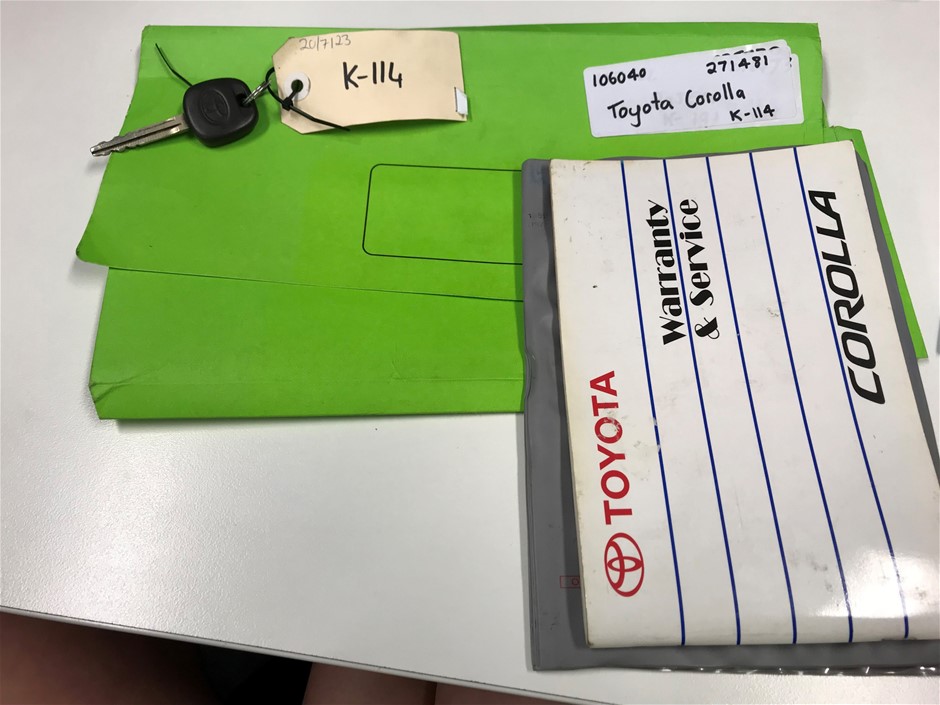 20/7/23
K-114
106040
271481
Toyota Corolla
K-114
Warranty
& Service
COROLLA
TOYOTA